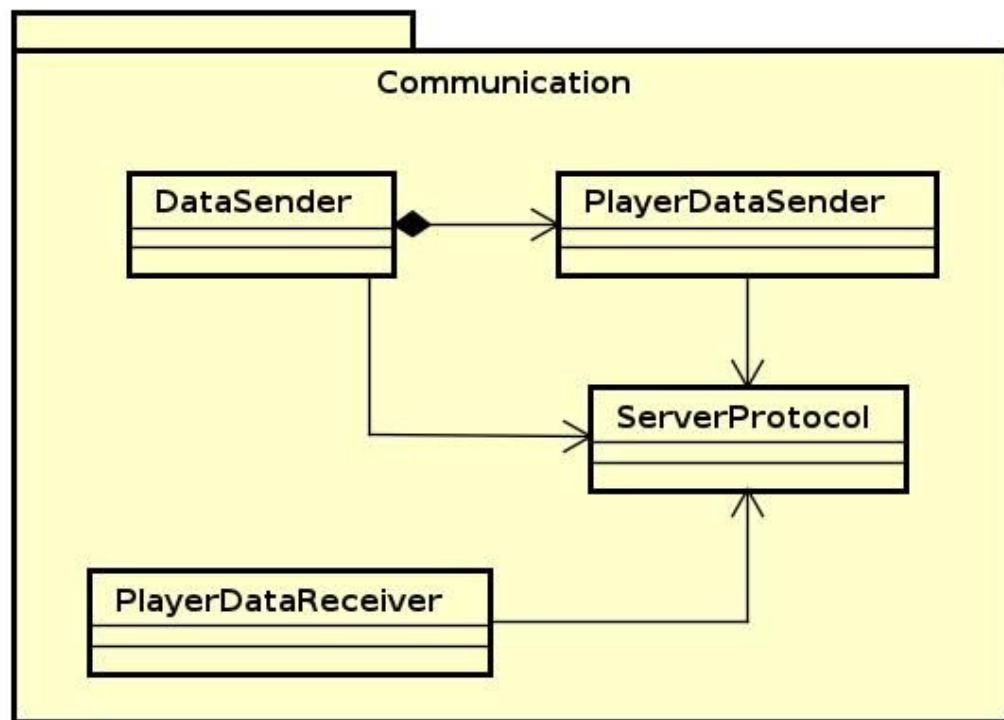 Communication
DataSender
PlayerDataSender
ServerProtocol
PlayerDataReceiver